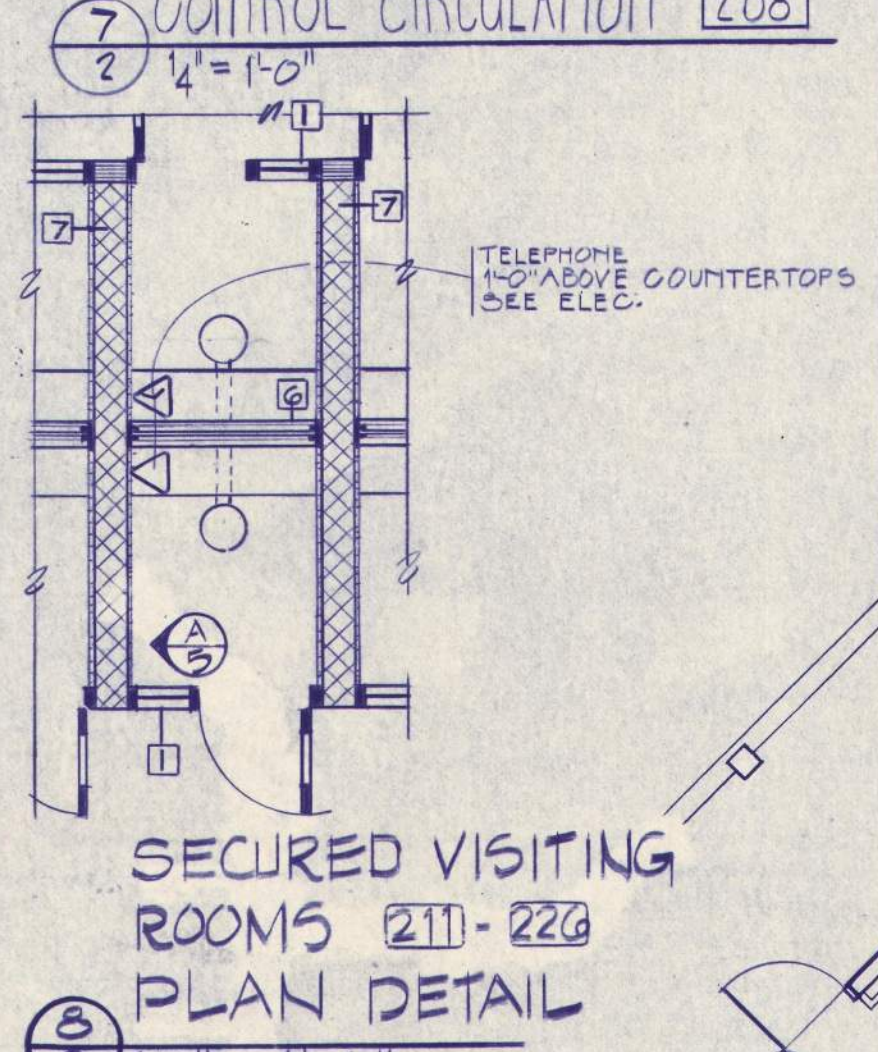 7 CONTROL CIRCULATION 208
2 1/4" = 1'-0"
1
7
7
TELEPHONE
1'-0" ABOVE COUNTERTOPS
SEE ELEC.
6
A
5
1
SECURED VISITING
ROOMS 211 - 226
PLAN DETAIL
8